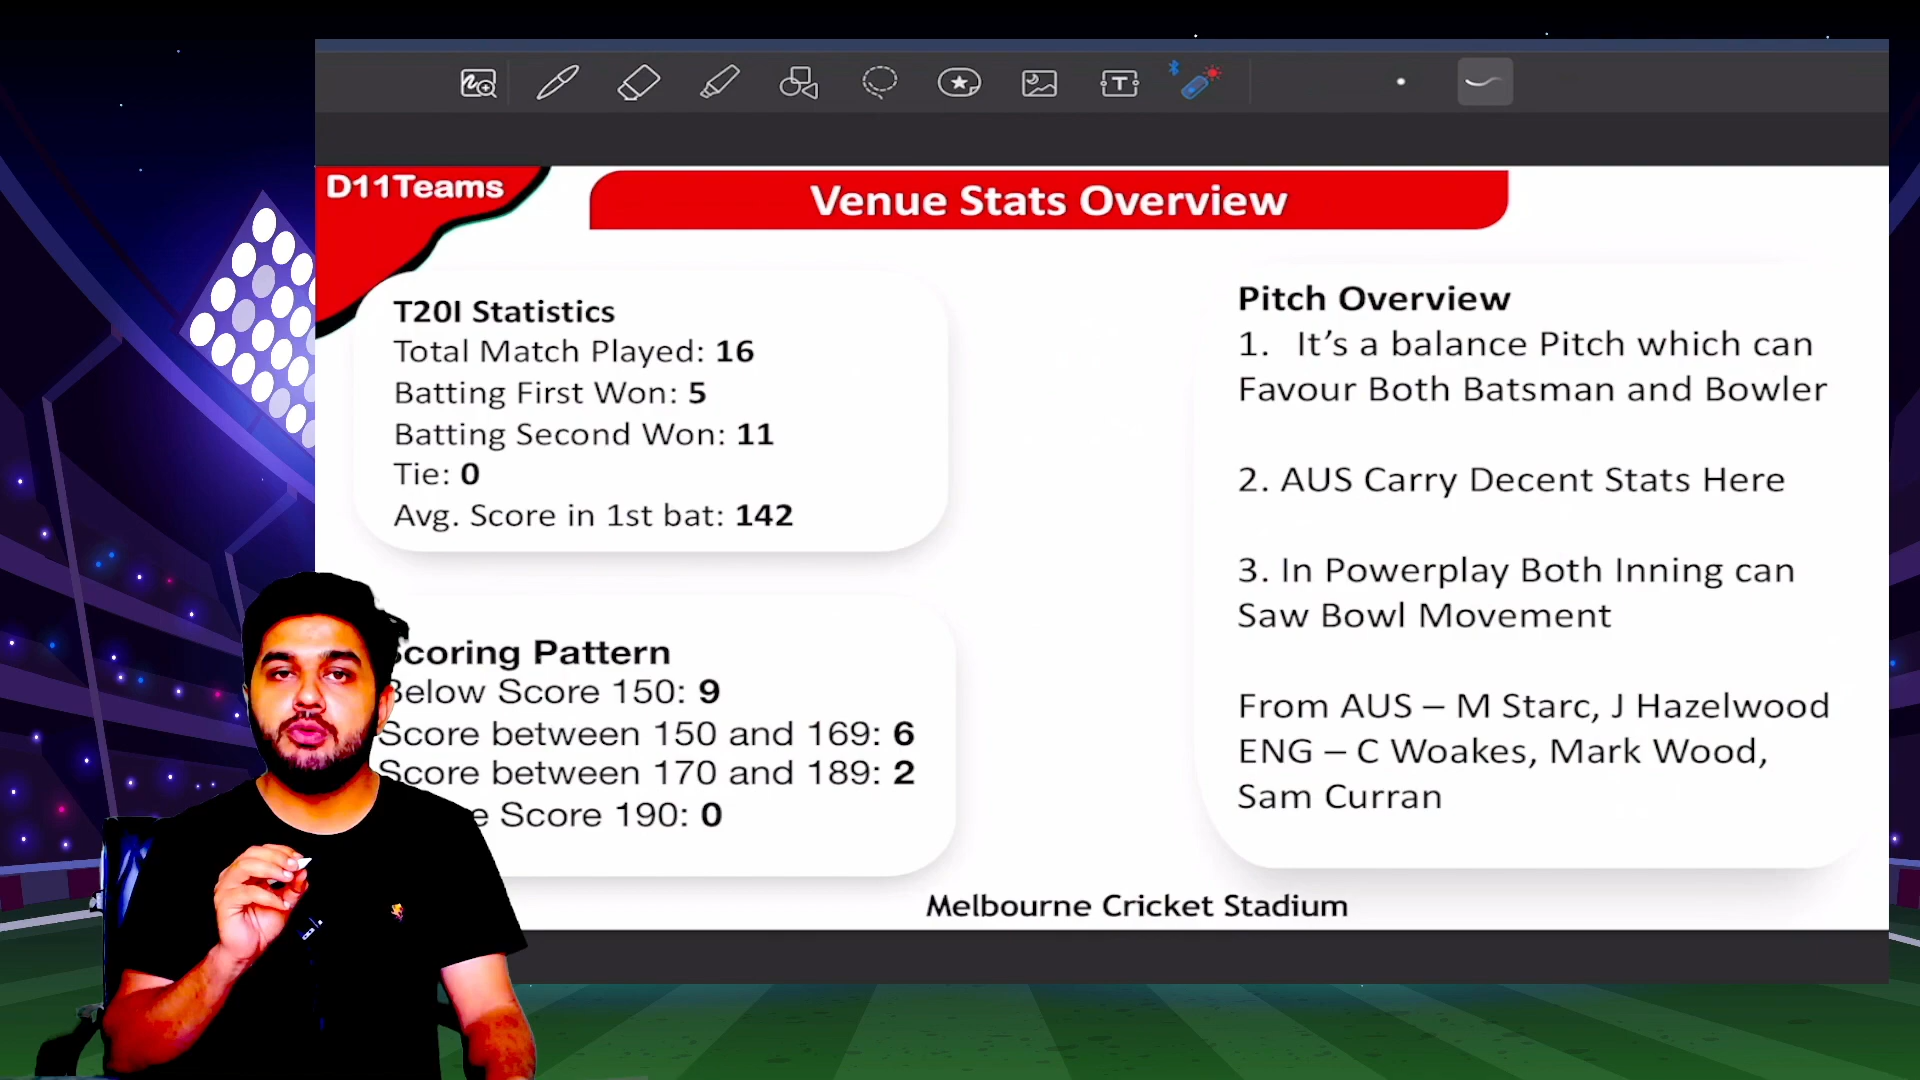 D11Teams
Venue Stats Overview
T20I Statistics
Total Match Played: 16
Batting First Won: 5
Batting Second Won: 11
Tie: 0
Avg. Score in 1st bat: 142
Scoring Pattern
Below Score 150: 9
Score between 150 and 169: 6
Score between 170 and 189: 2
Score 190: 0
Pitch Overview
1. It’s a balance Pitch which can
Favour Both Batsman and Bowler
2. AUS Carry Decent Stats Here
3. In Powerplay Both Inning can
Saw Bowl Movement
From AUS – M Starc, J Hazelwood
ENG – C Woakes, Mark Wood,
Sam Curran
Melbourne Cricket Stadium